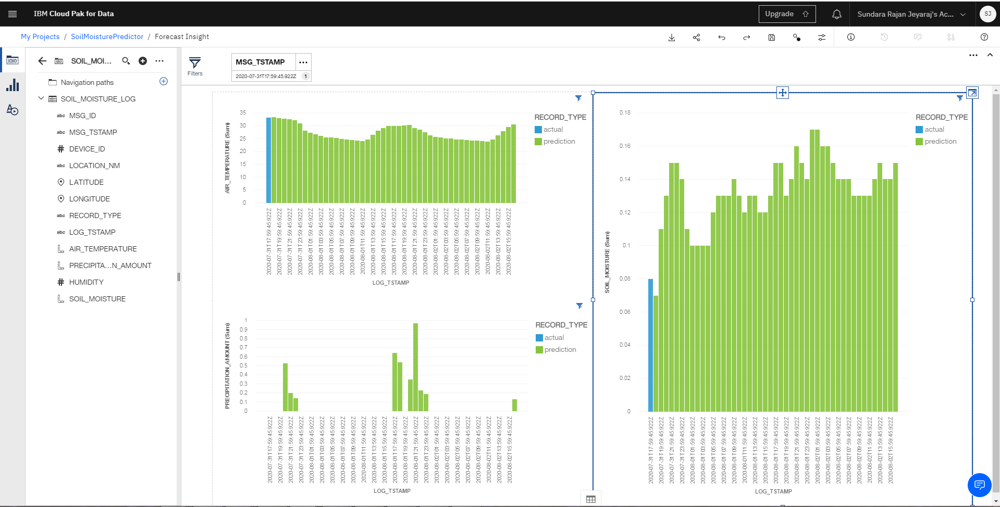 IBM Cloud Pak for Data
Upgrade
Sundara Rajan Jeyaraj's Ac...
SJ
My Projects / SoilMoisturePredictor / Forecast Insight
SOIL_MOI...
Navigation paths
SOIL_MOISTURE_LOG
abc MSG_ID
abc MSG_TSTAMP
# DEVICE_ID
abc LOCATION_NM
LATITUDE
LONGITUDE
abc RECORD_TYPE
abc LOG_TSTAMP
AIR_TEMPERATURE
PRECIPITA...N_AMOUNT
# HUMIDITY
SOIL_MOISTURE
Filters
MSG_TSTAMP
2020-07-31T17:59:45.922Z 1
AIR_TEMPERATURE (Sum)
35
30
25
20
15
10
5
0
2020-07-31T17:59:45.922Z
2020-07-31T19:59:45.922Z
2020-07-31T21:59:45.922Z
2020-07-31T23:59:45.922Z
2020-08-01T01:59:45.922Z
2020-08-01T03:59:45.922Z
2020-08-01T05:59:45.922Z
2020-08-01T07:59:45.922Z
2020-08-01T09:59:45.922Z
2020-08-01T11:59:45.922Z
2020-08-01T13:59:45.922Z
2020-08-01T15:59:45.922Z
2020-08-01T17:59:45.922Z
2020-08-01T19:59:45.922Z
2020-08-01T21:59:45.922Z
2020-08-01T23:59:45.922Z
2020-08-02T01:59:45.922Z
2020-08-02T03:59:45.922Z
2020-08-02T05:59:45.922Z
2020-08-02T07:59:45.922Z
2020-08-02T09:59:45.922Z
2020-08-02T11:59:45.922Z
2020-08-02T13:59:45.922Z
2020-08-02T15:59:45.922Z
LOG_TSTAMP
RECORD_TYPE
actual
prediction
PRECIPITATION_AMOUNT (Sum)
1
0.9
0.8
0.7
0.6
0.5
0.4
0.3
0.2
0.1
0
2020-07-31T17:59:45.922Z
2020-07-31T19:59:45.922Z
2020-07-31T21:59:45.922Z
2020-07-31T23:59:45.922Z
2020-08-01T01:59:45.922Z
2020-08-01T03:59:45.922Z
2020-08-01T05:59:45.922Z
2020-08-01T07:59:45.922Z
2020-08-01T09:59:45.922Z
2020-08-01T11:59:45.922Z
2020-08-01T13:59:45.922Z
2020-08-01T15:59:45.922Z
2020-08-01T17:59:45.922Z
2020-08-01T19:59:45.922Z
2020-08-01T21:59:45.922Z
2020-08-01T23:59:45.922Z
2020-08-02T01:59:45.922Z
2020-08-02T03:59:45.922Z
2020-08-02T05:59:45.922Z
2020-08-02T07:59:45.922Z
2020-08-02T09:59:45.922Z
2020-08-02T11:59:45.922Z
2020-08-02T13:59:45.922Z
2020-08-02T15:59:45.922Z
LOG_TSTAMP
RECORD_TYPE
actual
prediction
SOIL_MOISTURE (Sum)
0.18
0.16
0.14
0.12
0.1
0.08
0.06
0.04
0.02
0
2020-07-31T17:59:45.922Z
2020-07-31T19:59:45.922Z
2020-07-31T21:59:45.922Z
2020-07-31T23:59:45.922Z
2020-08-01T01:59:45.922Z
2020-08-01T03:59:45.922Z
2020-08-01T05:59:45.922Z
2020-08-01T07:59:45.922Z
2020-08-01T09:59:45.922Z
2020-08-01T11:59:45.922Z
2020-08-01T13:59:45.922Z
2020-08-01T15:59:45.922Z
2020-08-01T17:59:45.922Z
2020-08-01T19:59:45.922Z
2020-08-01T21:59:45.922Z
2020-08-01T23:59:45.922Z
2020-08-02T01:59:45.922Z
2020-08-02T03:59:45.922Z
2020-08-02T05:59:45.922Z
2020-08-02T07:59:45.922Z
2020-08-02T09:59:45.922Z
2020-08-02T11:59:45.922Z
2020-08-02T13:59:45.922Z
2020-08-02T15:59:45.922Z
LOG_TSTAMP
RECORD_TYPE
actual
prediction